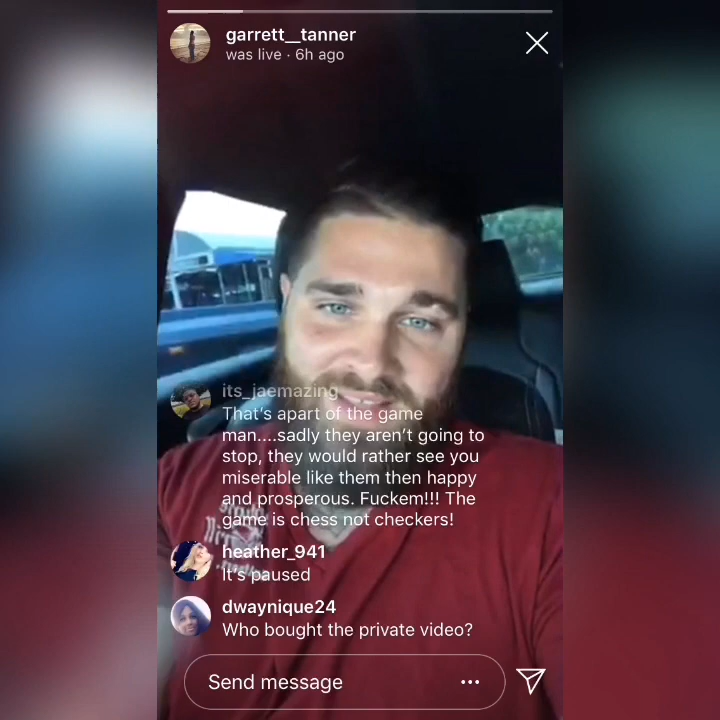 garrett__tanner
was live · 6h ago
its_jaemazing
That's apart of the game
man....sadly they aren't going to
stop, they would rather see you
miserable like them then happy
and prosperous. Fuckem!!! The
game is chess not checkers!
heather_941
It's paused
dwaynique24
Who bought the private video?
Send message